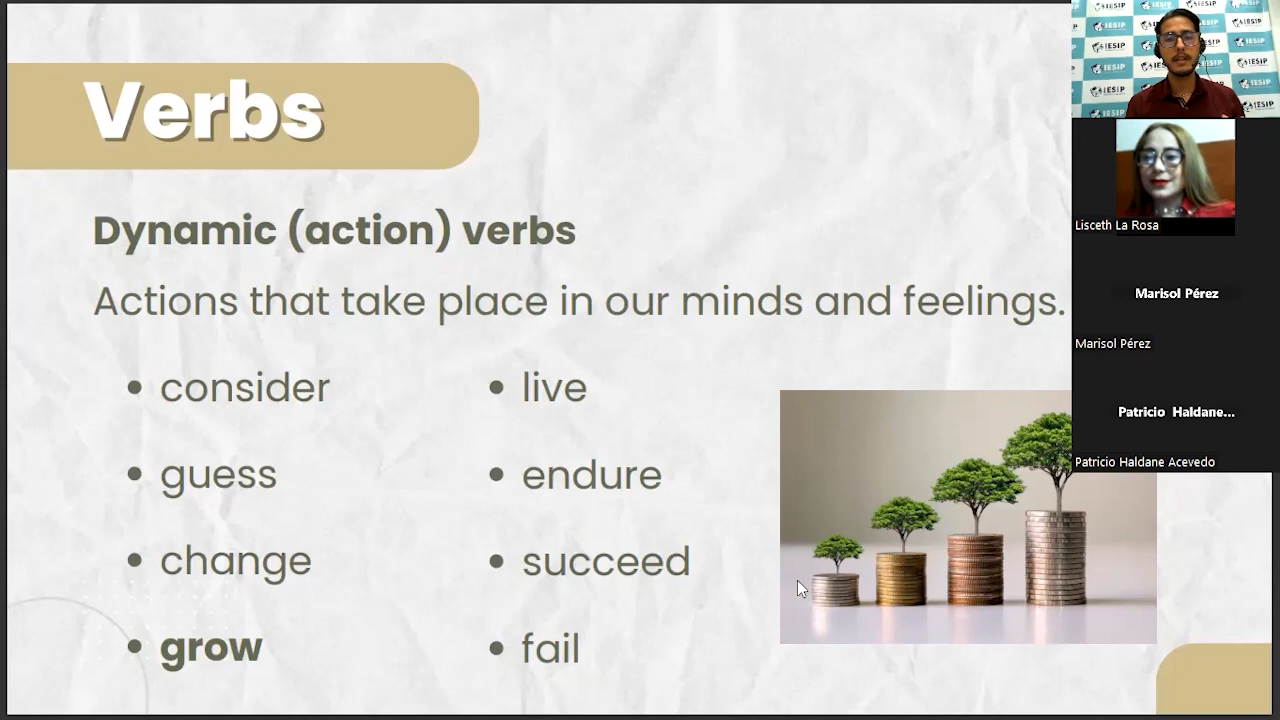 Verbs
Dynamic (action) verbs
Actions that take place in our minds and feelings.
• consider
• guess
• change
• grow
• live
• endure
• succeed
• fail
IESIP
Lisceth La Rosa
Marisol Pérez
Marisol Pérez
Patricio Haldane...
Patricio Haldane Acevedo